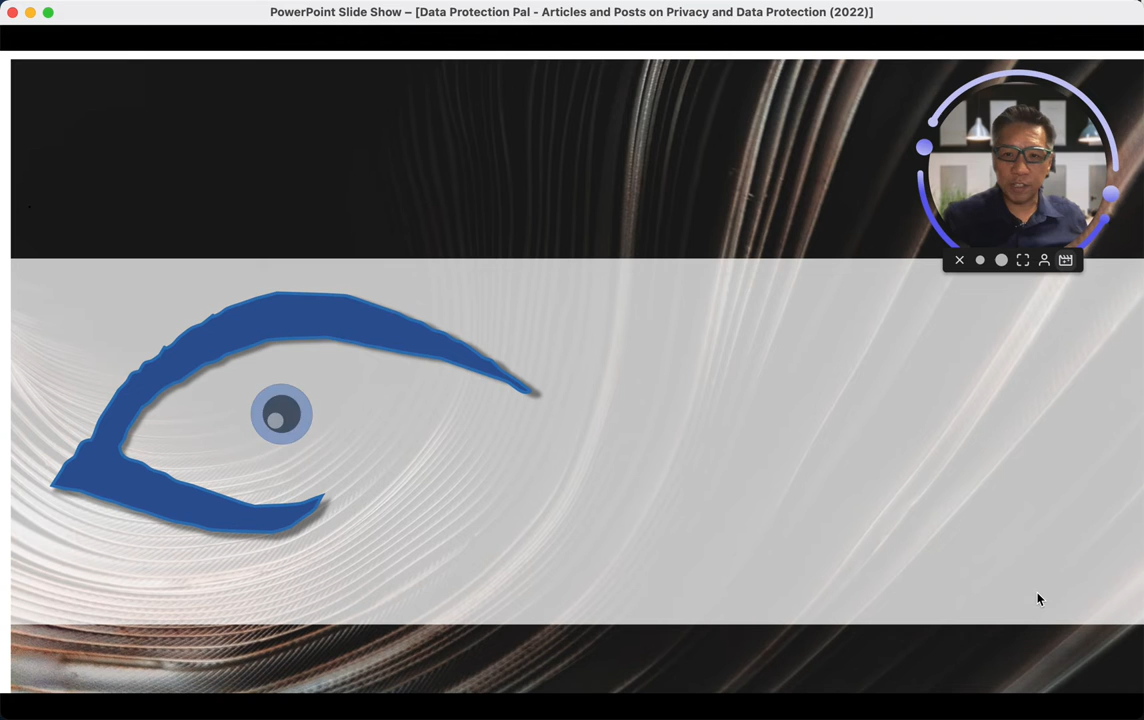 PowerPoint Slide Show – [Data Protection Pal - Articles and Posts on Privacy and Data Protection (2022)]